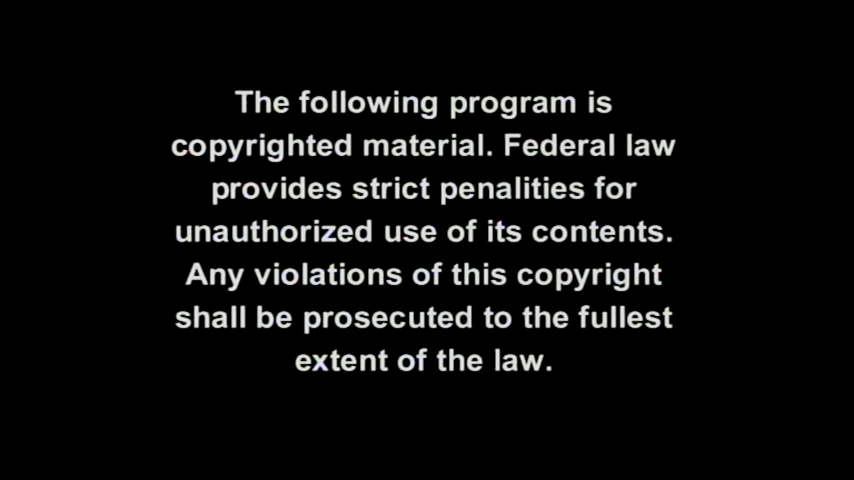 The following program is
copyrighted material. Federal law
provides strict penalities for
unauthorized use of its contents.
Any violations of this copyright
shall be prosecuted to the fullest
extent of the law.